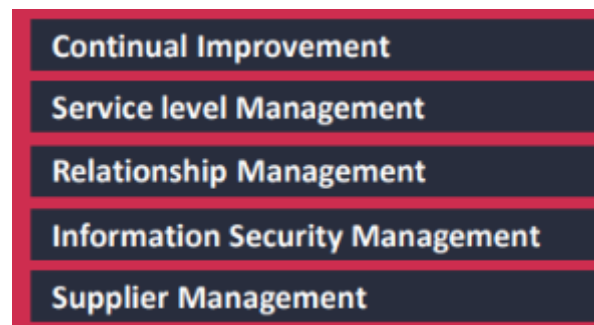 Continual Improvement
Service level Management
Relationship Management
Information Security Management
Supplier Management